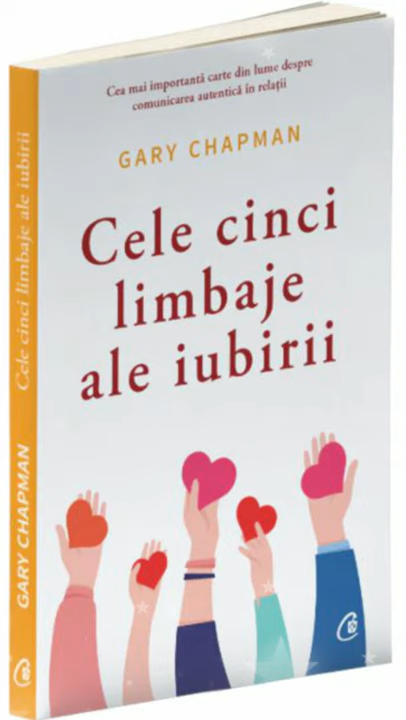 Cea mai importantă carte din lume despre
comunicarea autentică în relații
GARY CHAPMAN
Cele cinci
limbaje
ale iubirii
GARY CHAPMAN Cele cinci limbaje ale iubirii